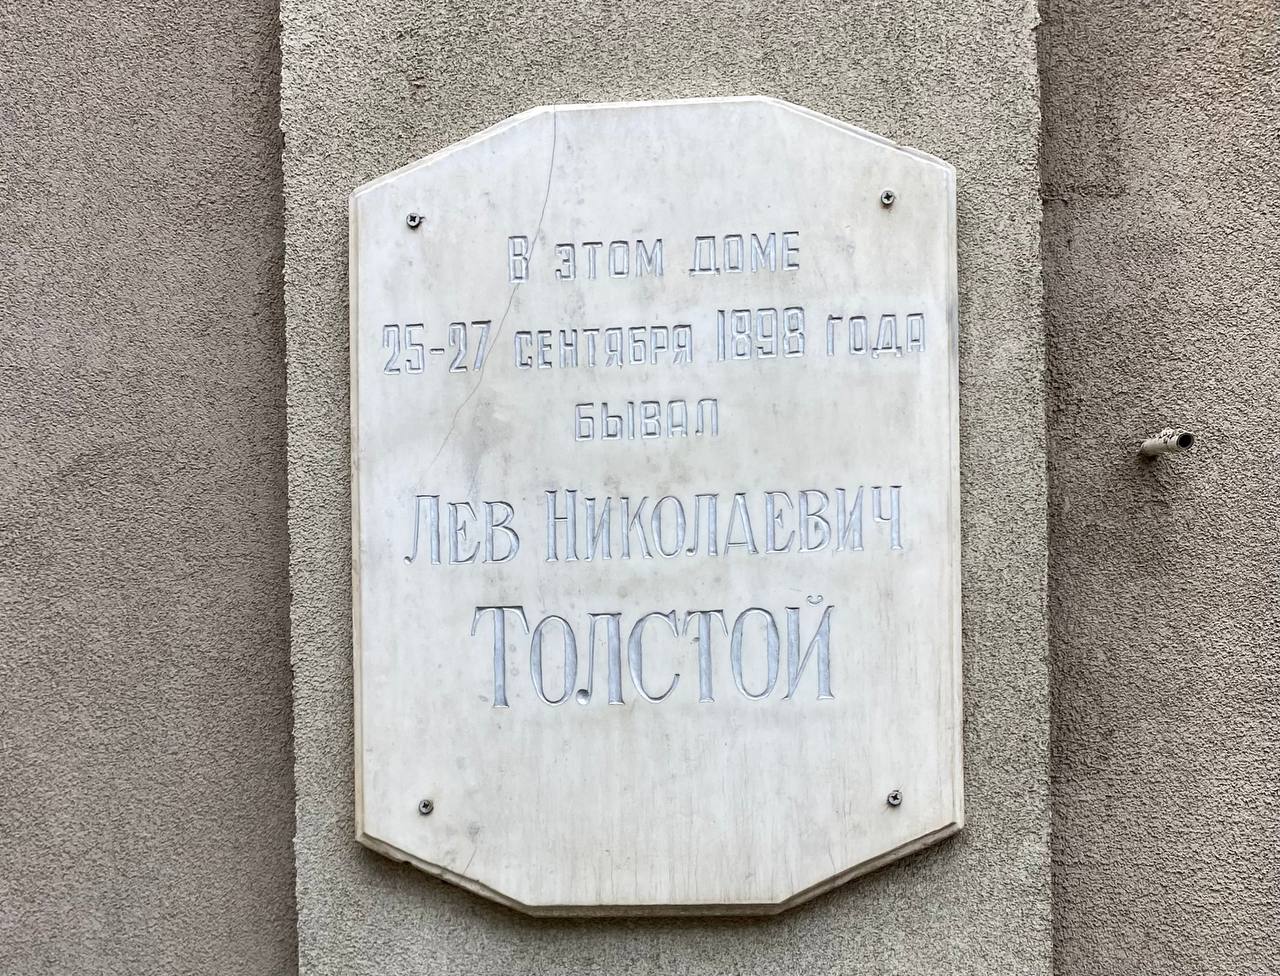 В ЭТОМ ДОМЕ
25-27 СЕНТЯБРЯ 1898 ГОДА
БЫВАЛ
ЛЕВ НИКОЛАЕВИЧ
ТОЛСТОЙ